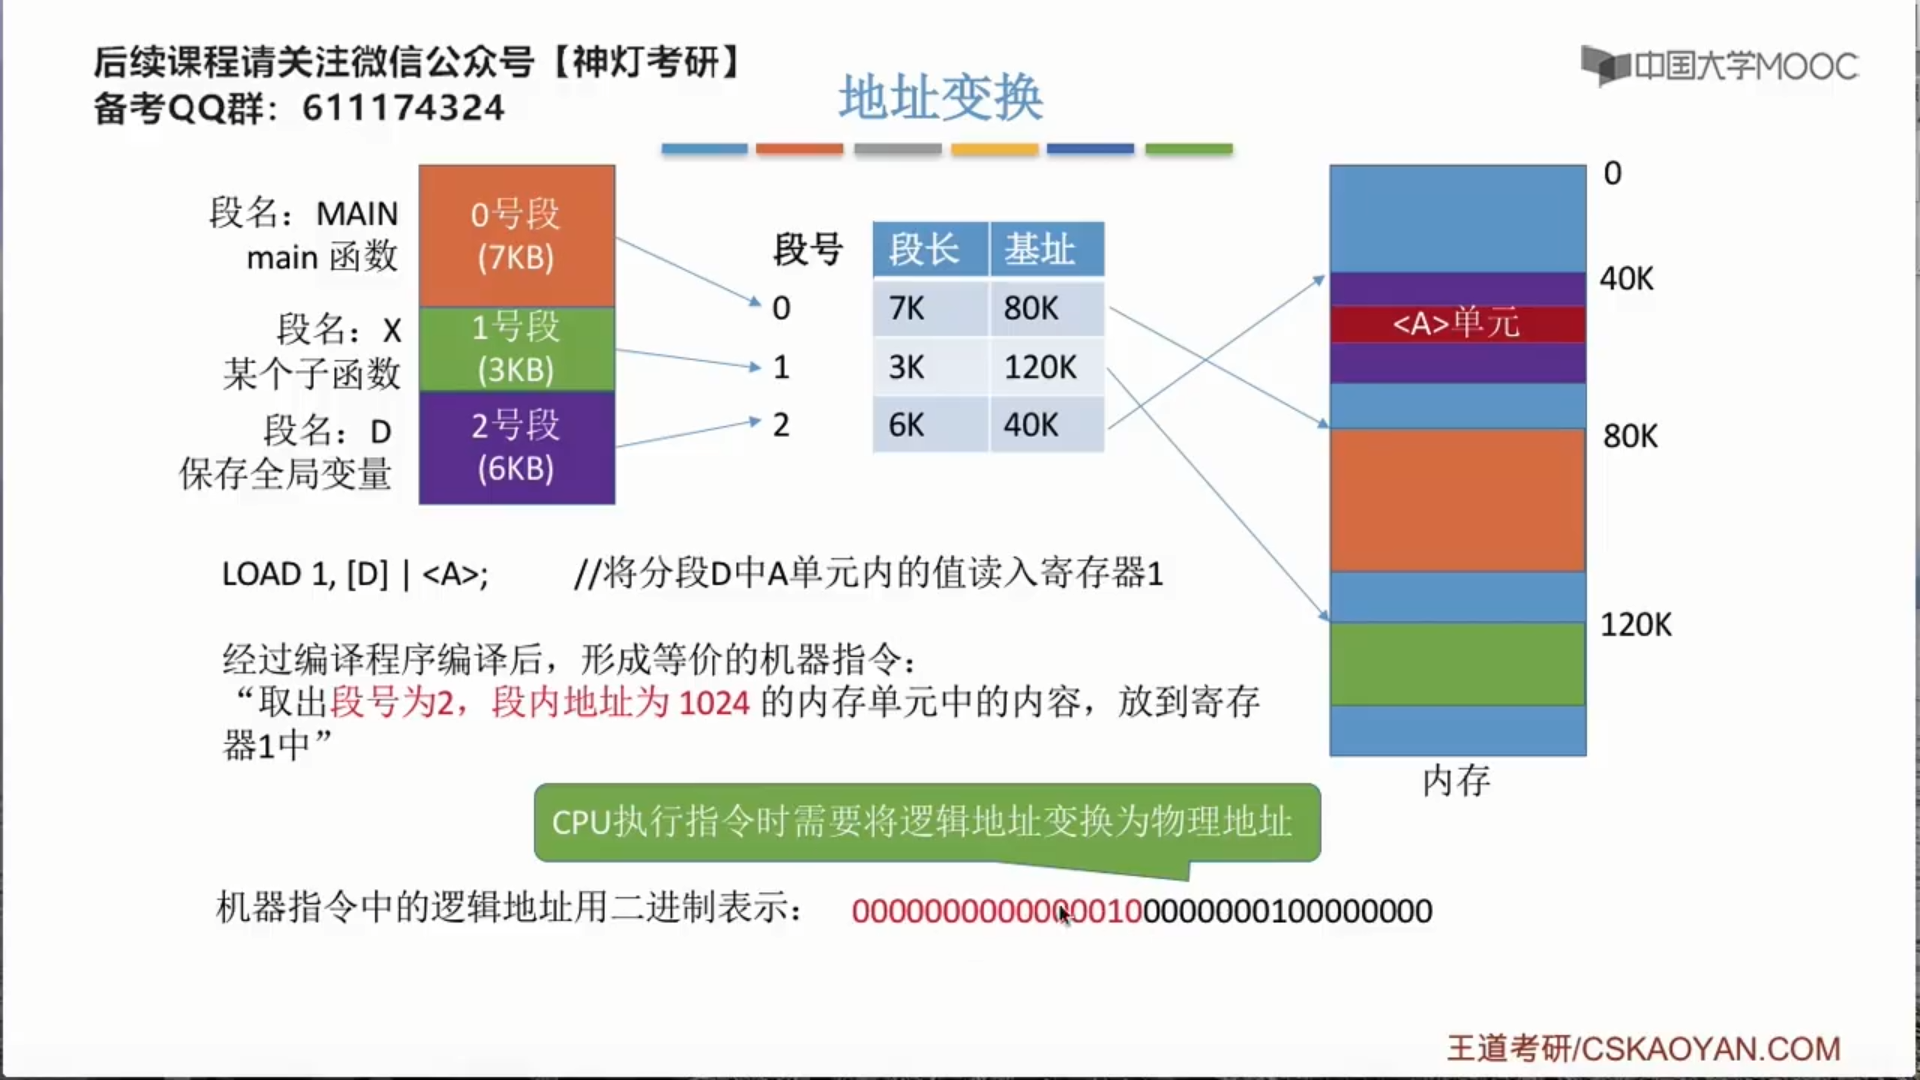 后续课程请关注微信公众号【神灯考研】
备考QQ群：611174324
中国大学MOOC
地址变换
段名：MAIN
main 函数
0号段
(7KB)
段名：X
某个子函数
1号段
(3KB)
段名：D
保存全局变量
2号段
(6KB)
段号 段长 基址
0 7K 80K
1 3K 120K
2 6K 40K
0
40K
<A>单元
80K
120K
内存
LOAD 1, [D] | <A>; //将分段D中A单元内的值读入寄存器1
经过编译程序编译后，形成等价的机器指令：
“取出段号为2，段内地址为 1024 的内存单元中的内容，放到寄存
器1中”
CPU执行指令时需要将逻辑地址变换为物理地址
机器指令中的逻辑地址用二进制表示： 00000000000000100000000100000000
王道考研/CSKAOYAN.COM